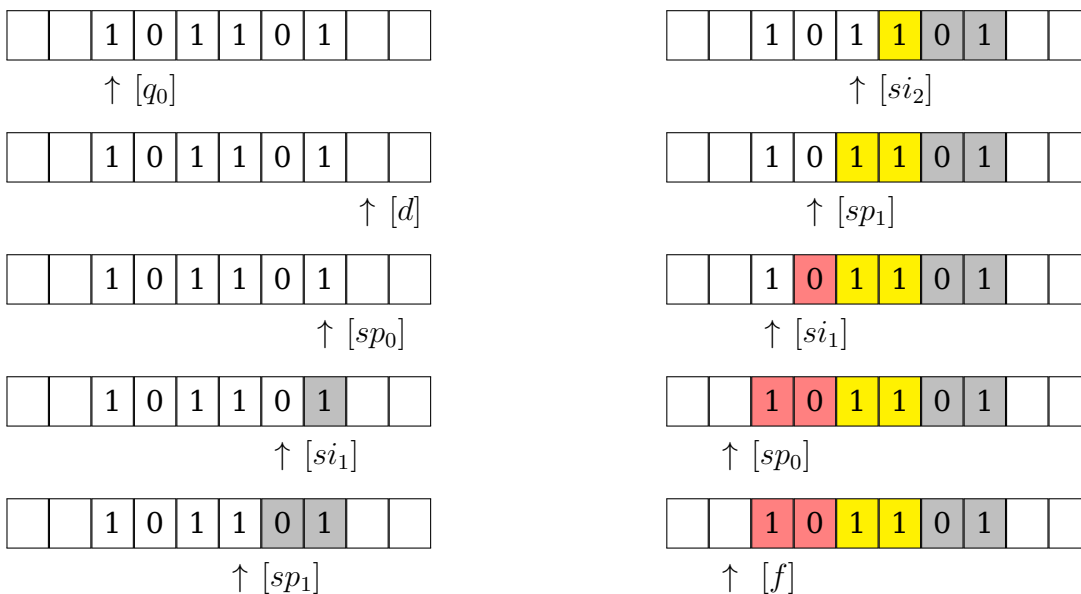 1 0 1 1 0 1
↑ [q₀]
1 0 1 1 0 1
↑ [d]
1 0 1 1 0 1
↑ [sp₀]
1 0 1 1 0 1
↑ [si₁]
1 0 1 1 0 1
↑ [sp₁]
1 0 1 1 0 1
↑ [si₂]
1 0 1 1 0 1
↑ [sp₁]
1 0 1 1 0 1
↑ [si₁]
1 0 1 1 0 1
↑ [sp₀]
1 0 1 1 0 1
↑ [f]